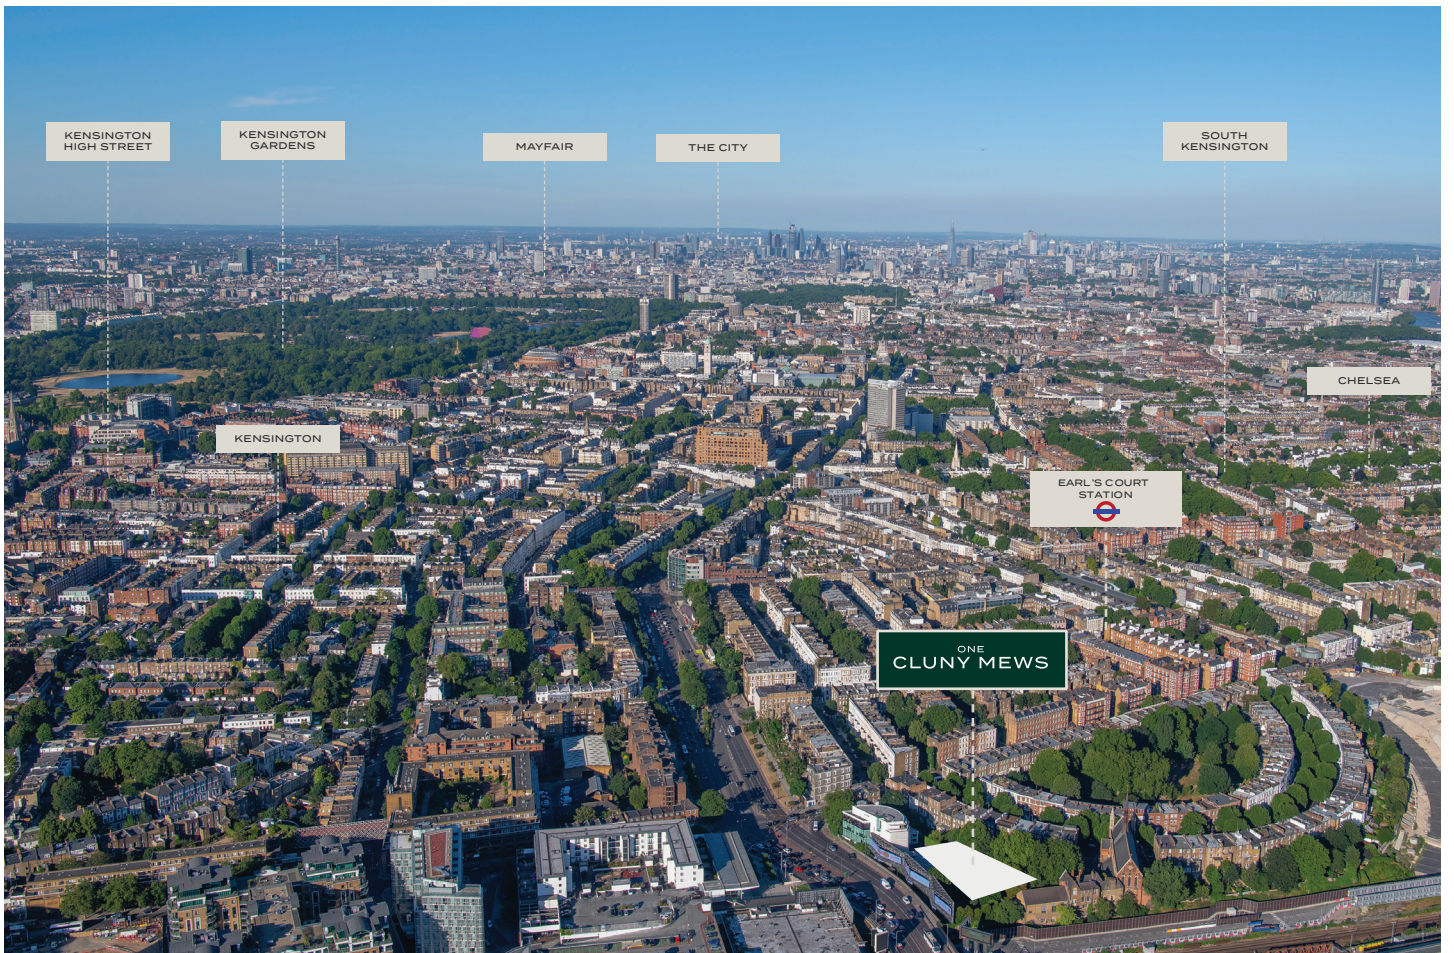 KENSINGTON
HIGH STREET
KENSINGTON
GARDENS
MAYFAIR
THE CITY
SOUTH
KENSINGTON
CHELSEA
KENSINGTON
EARL'S COURT
STATION
ONE
CLUNY MEWS